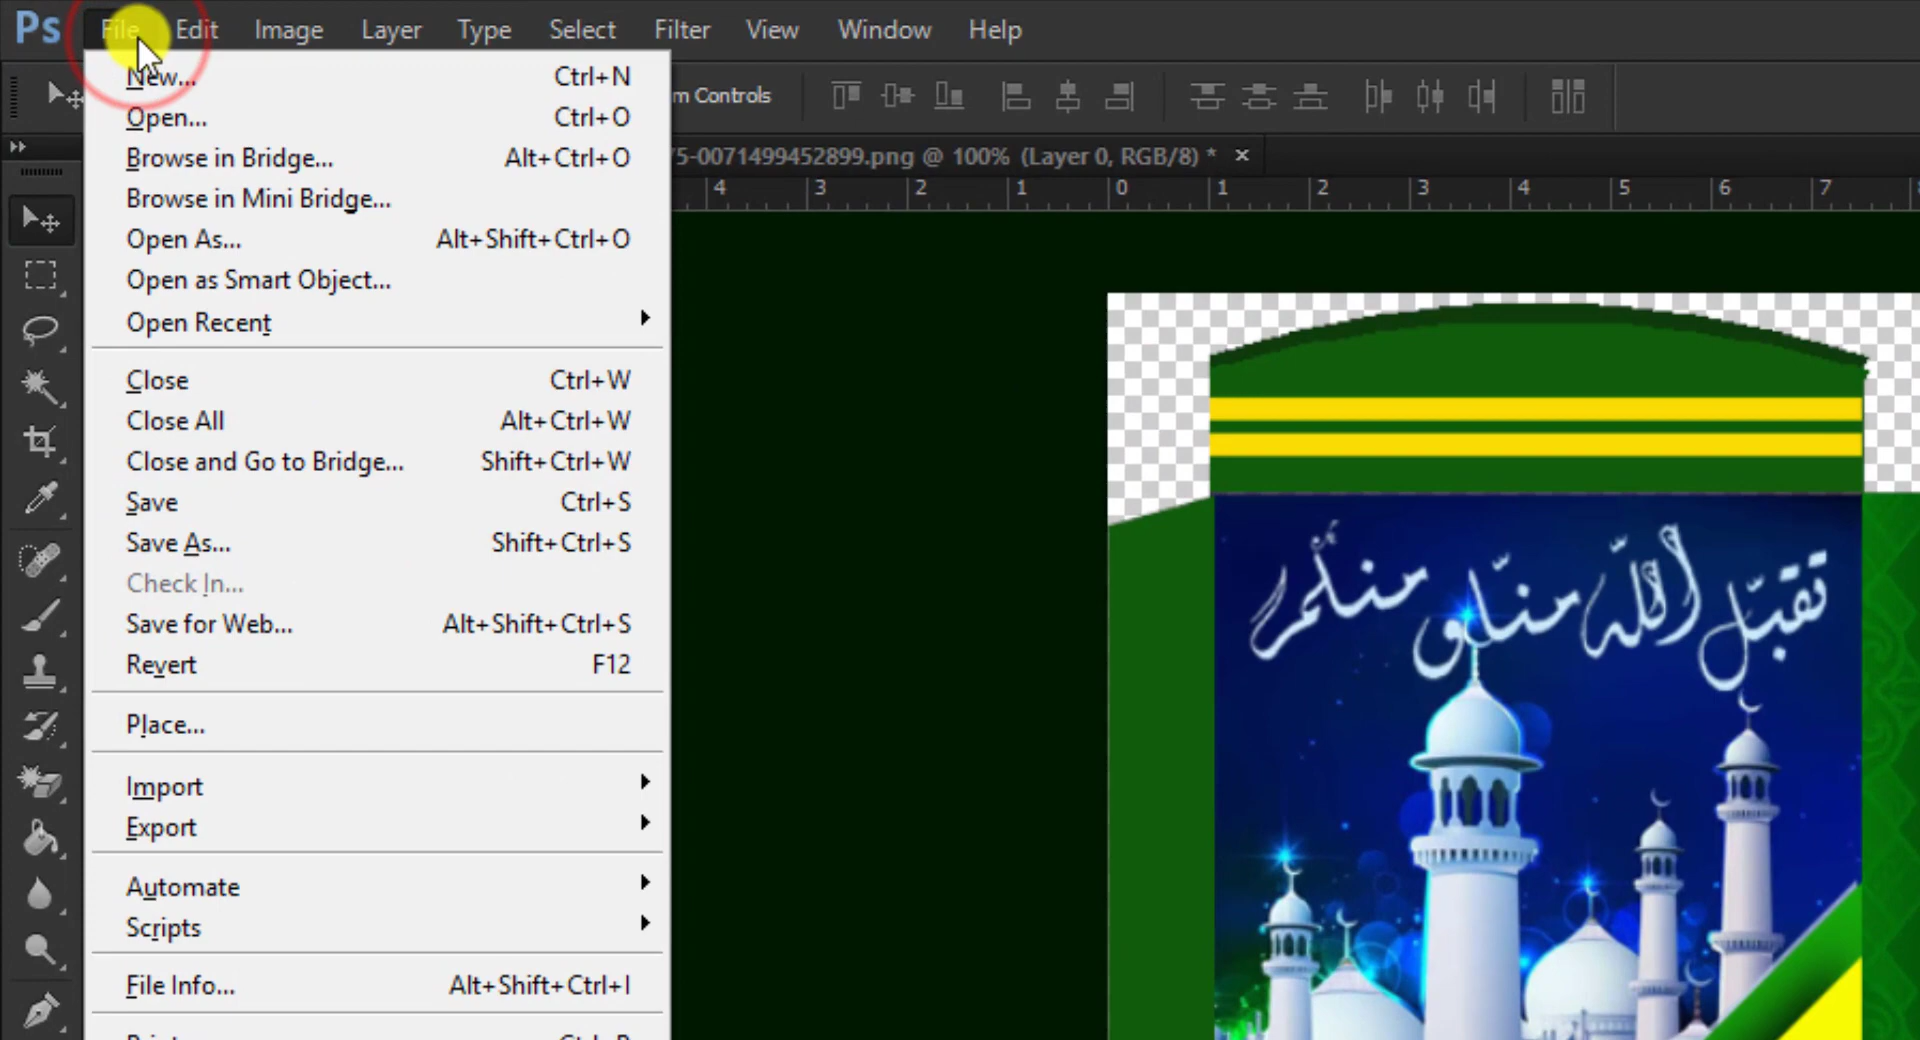 Ps File Edit Image Layer Type Select Filter View Window Help
New... Ctrl+N
m Controls
Open... Ctrl+O
5-0071499452899.png @ 100% (Layer 0, RGB/8) * ×
Browse in Bridge... Alt+Ctrl+O
4 3 2 1 0 1 2 3 4 5 6 7
Browse in Mini Bridge...
Open As... Alt+Shift+Ctrl+O
Open as Smart Object...
Open Recent
Close Ctrl+W
Close All Alt+Ctrl+W
Close and Go to Bridge... Shift+Ctrl+W
Save Ctrl+S
Save As... Shift+Ctrl+S
Check In...
Save for Web... Alt+Shift+Ctrl+S
Revert F12
Place...
Import
Export
Automate
Scripts
File Info... Alt+Shift+Ctrl+I
تقبّل اللّه منّا و منكم